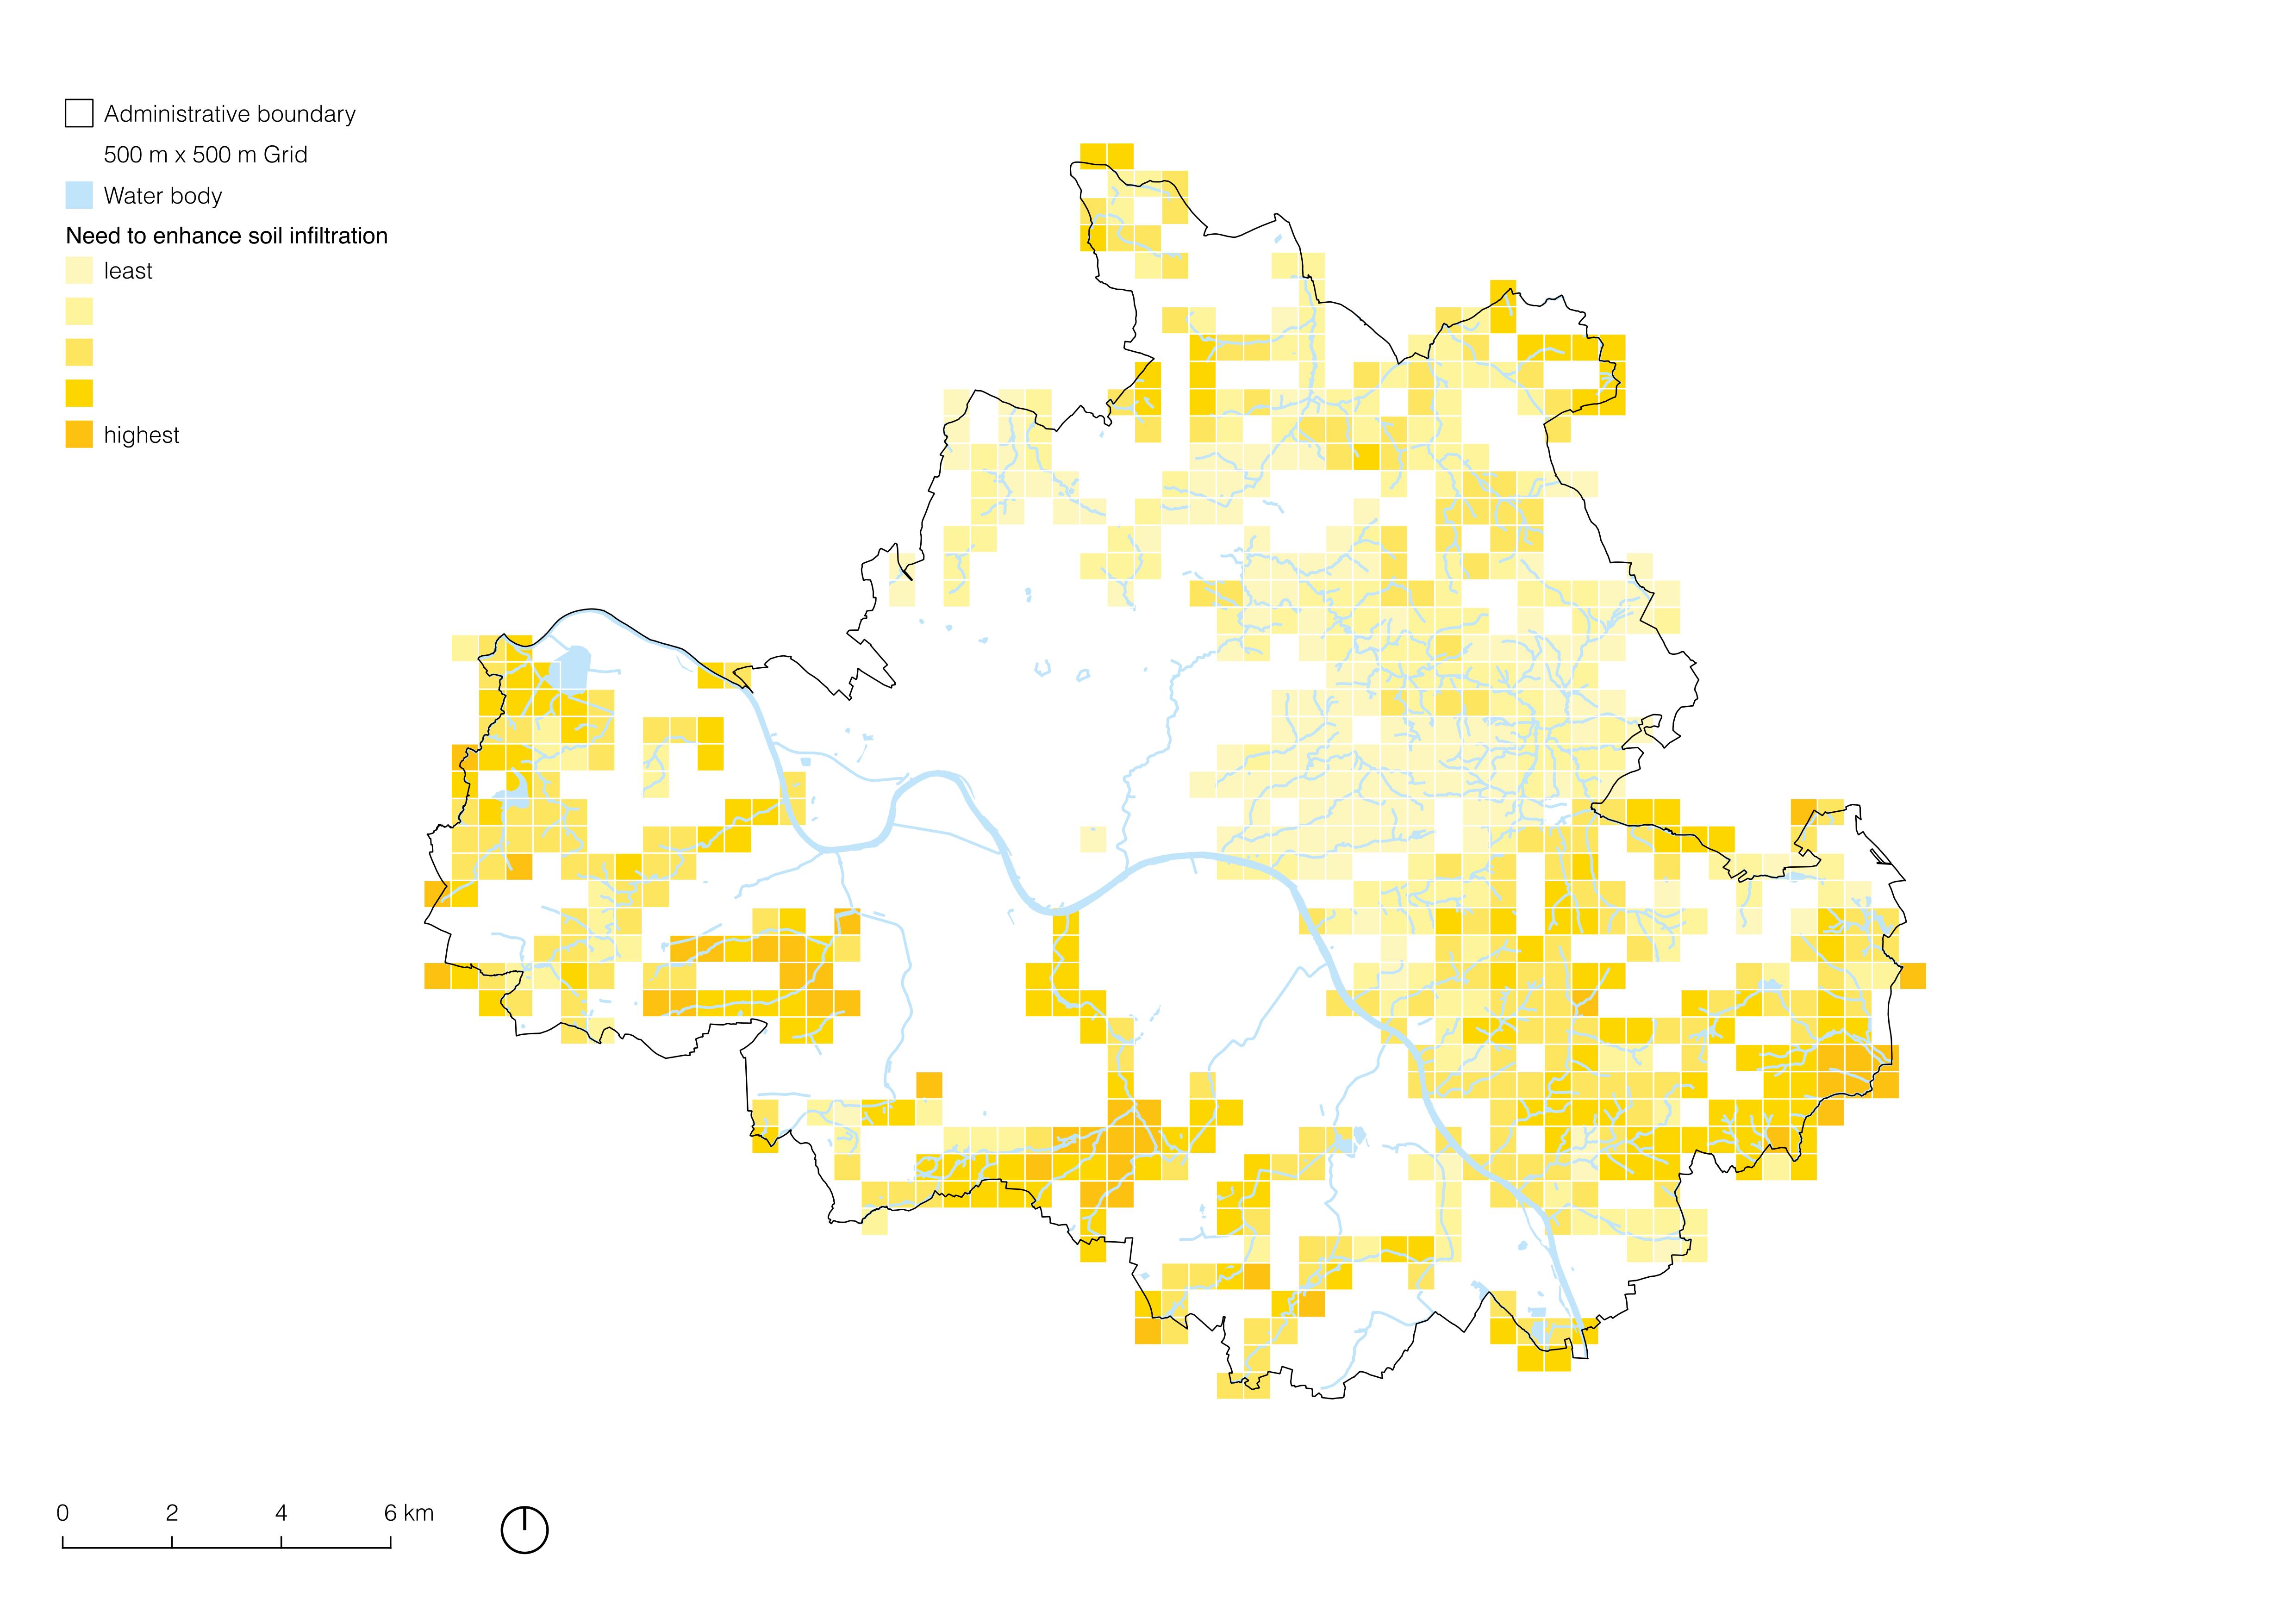 Administrative boundary
500 m x 500 m Grid
Water body
Need to enhance soil infiltration
least
highest
0 2 4 6 km